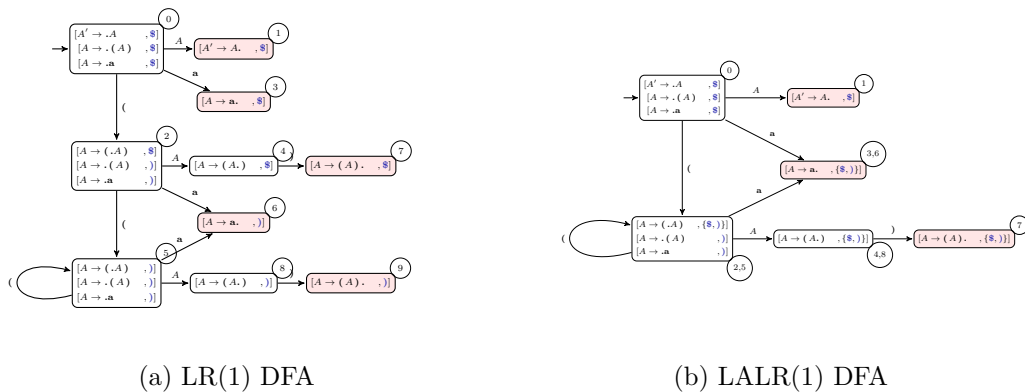 0
[A′ → .A , $]
[A → .(A) , $]
[A → .a , $]
A
1
[A′ → A. , $]
a
3
[A → a. , $]
(
2
[A → (.A) , $]
[A → .(A) , )]
[A → .a , )]
A
4
[A → (A.) , $]
)
7
[A → (A). , $]
a
6
[A → a. , )]
(
a
5
[A → (.A) , )]
[A → .(A) , )]
[A → .a , )]
(
A
8
[A → (A.) , )]
)
9
[A → (A). , )]
(a) LR(1) DFA
0
[A′ → .A , $]
[A → .(A) , $]
[A → .a , $]
A
1
[A′ → A. , $]
a
3,6
[A → a. , {$, )}]
(
a
[A → (.A) , {$, )}]
[A → .(A) , )]
[A → .a , )]
2,5
(
A
[A → (A.) , {$, )}]
4,8
)
7
[A → (A). , {$, )}]
(b) LALR(1) DFA